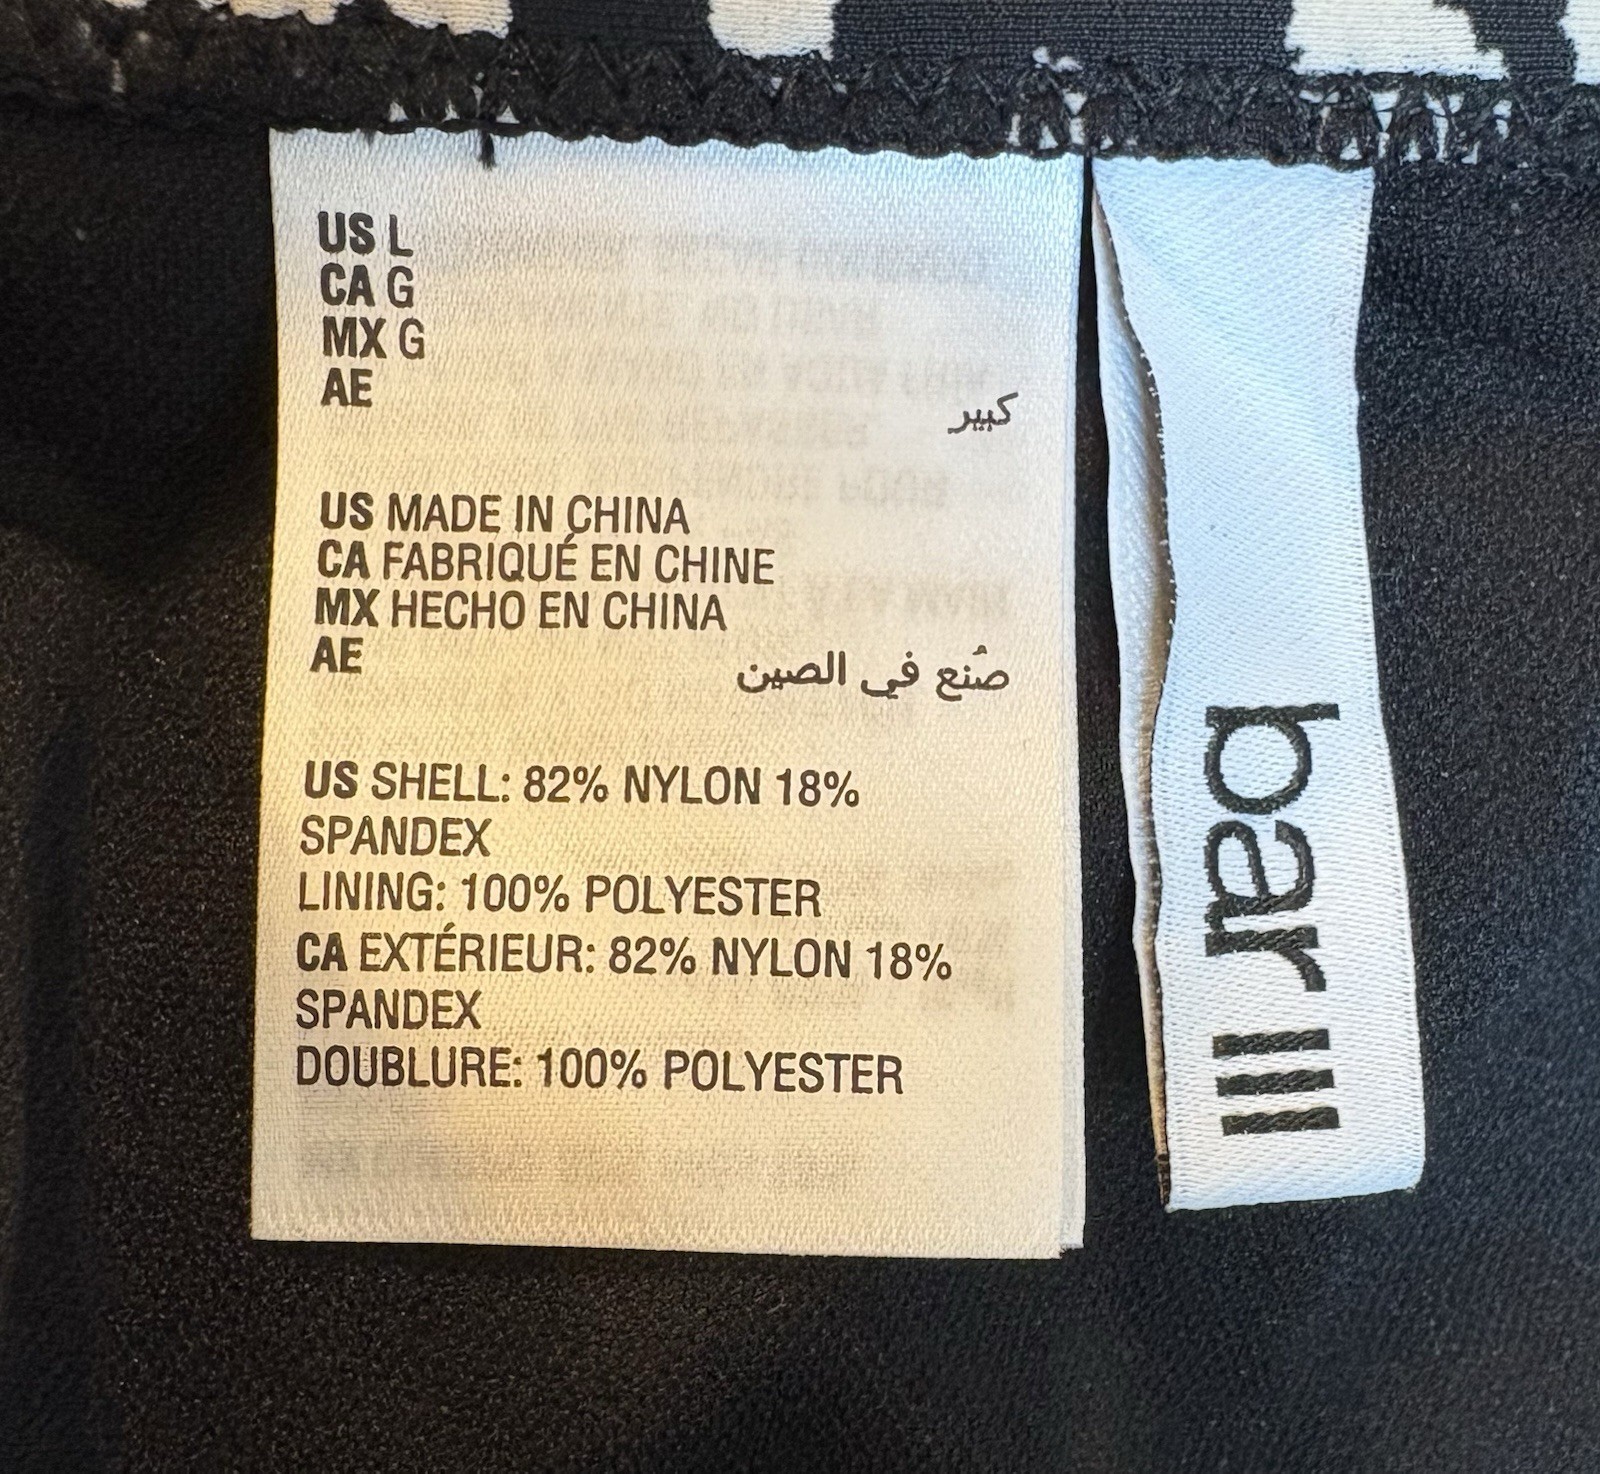 US L
CA G
MX G
AE كبير
US MADE IN CHINA
CA FABRIQUÉ EN CHINE
MX HECHO EN CHINA
AE صُنع في الصين
US SHELL: 82% NYLON 18%
SPANDEX
LINING: 100% POLYESTER
CA EXTÉRIEUR: 82% NYLON 18%
SPANDEX
DOUBLURE: 100% POLYESTER
bar III